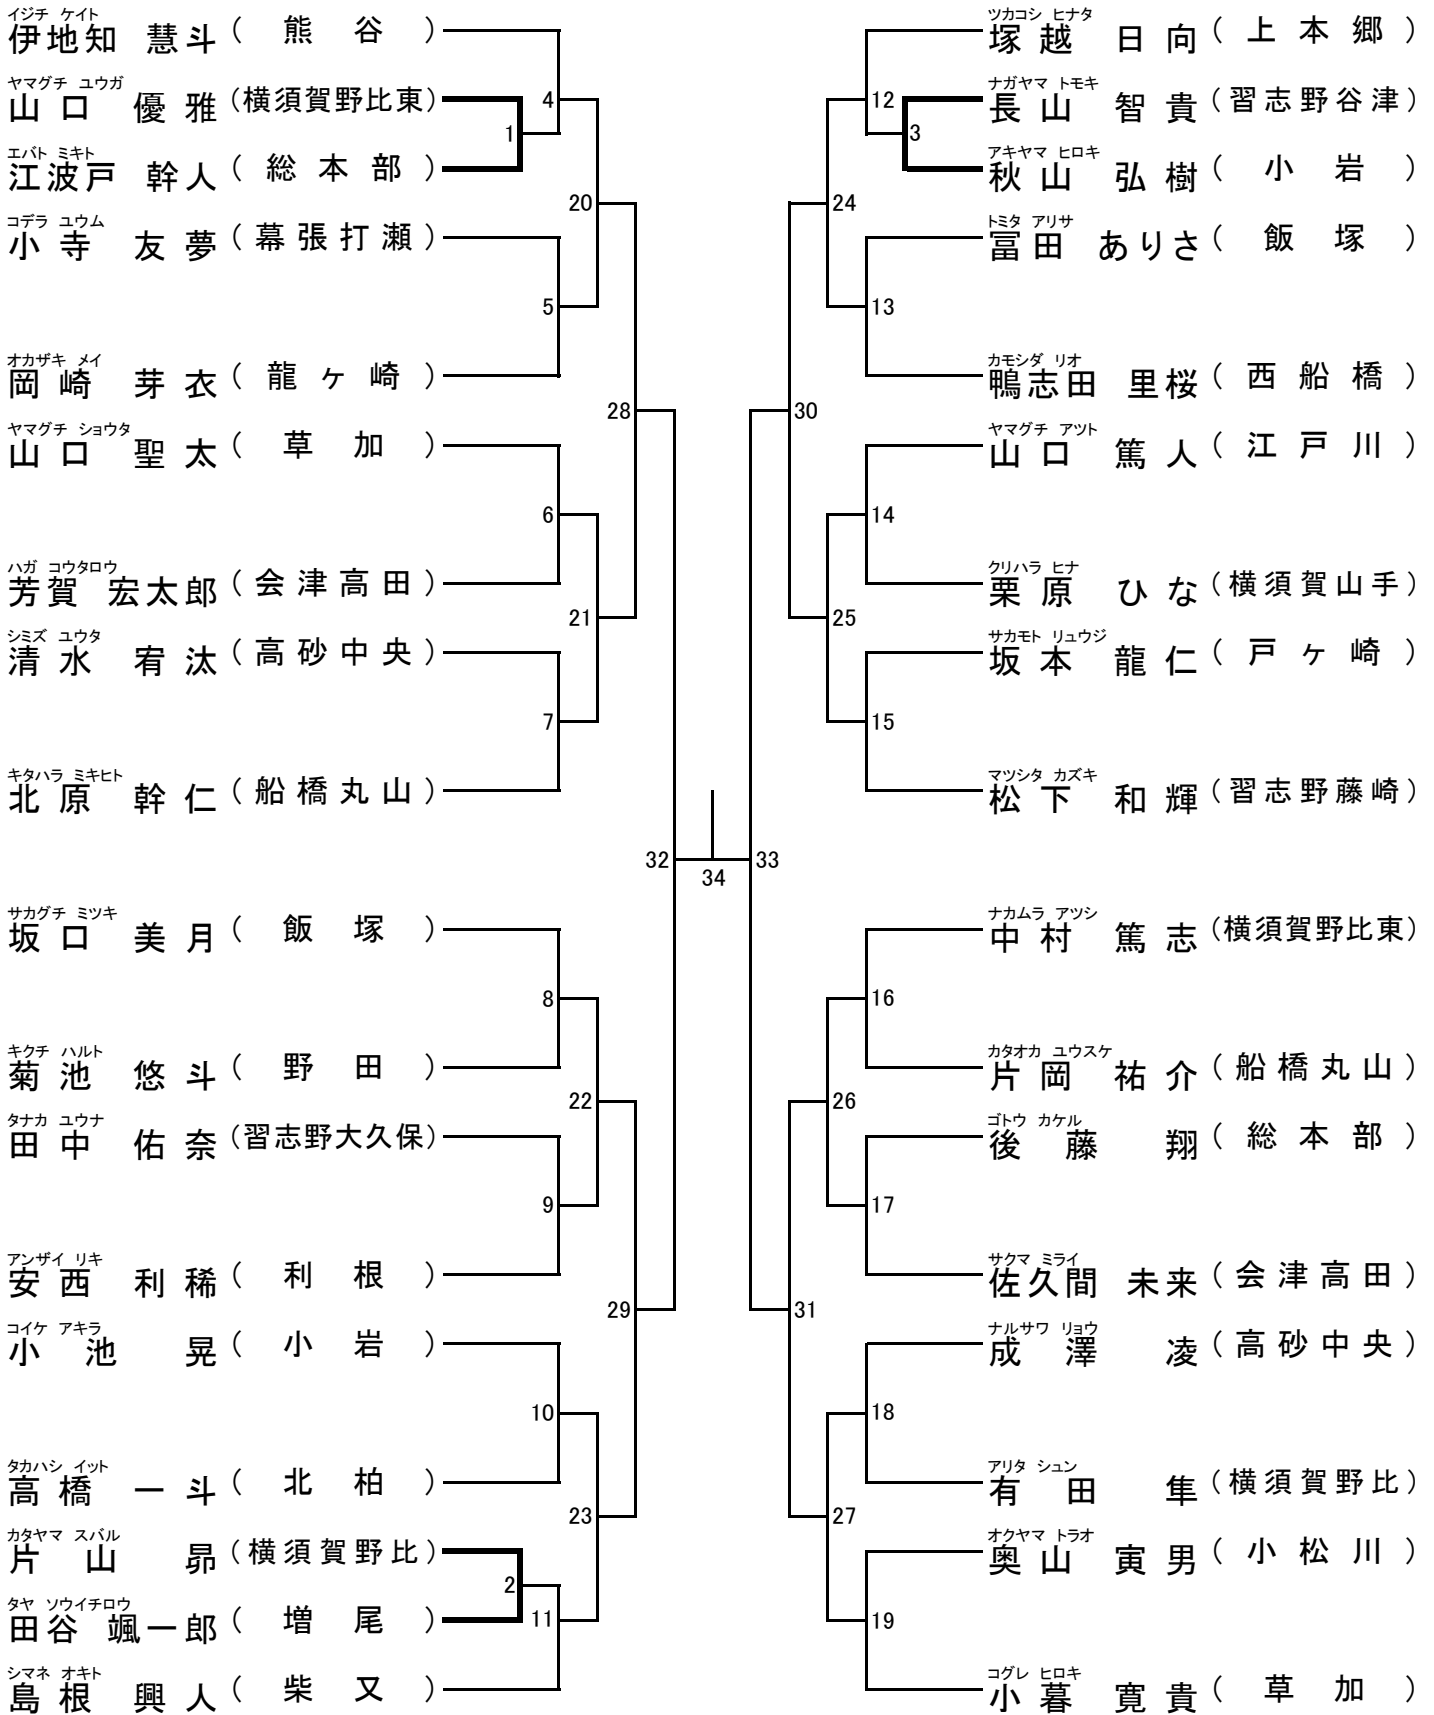 イジチ ケイト
伊地知 慧斗 ( 熊谷 )
ヤマグチ ユウガ
山口 優雅 (横須賀野比東)
エバト ミキト
江波戸 幹人 ( 総本部 )
コデラ ユウム
小寺 友夢 ( 幕張打瀬 )
オカザキ メイ
岡崎 芽衣 ( 龍ヶ崎 )
ヤマグチ ショウタ
山口 聖太 ( 草加 )
ハガ コウタロウ
芳賀 宏太郎 ( 会津高田 )
シミズ ユウタ
清水 宥汰 ( 高砂中央 )
キタハラ ミキヒト
北原 幹仁 ( 船橋丸山 )
サカグチ ミツキ
坂口 美月 ( 飯塚 )
キクチ ハルト
菊池 悠斗 ( 野田 )
タナカ ユウナ
田中 佑奈 (習志野大久保)
アンザイ リキ
安西 利稀 ( 利根 )
コイケ アキラ
小池 晃 ( 小岩 )
タカハシ イット
高橋 一斗 ( 北柏 )
カタヤマ スバル
片山 昴 ( 横須賀野比 )
タヤ ソウイチロウ
田谷 颯一郎 ( 増尾 )
シマネ オキト
島根 興人 ( 柴又 )
1
4
20
5
28
6
21
7
32
8
22
9
29
10
23
2
11
34
33
12
3
24
13
30
14
25
15
16
26
17
31
18
27
19
ツカコシ ヒナタ
塚越 日向 ( 上本郷 )
ナガヤマ トモキ
長山 智貴 ( 習志野谷津 )
アキヤマ ヒロキ
秋山 弘樹 ( 小岩 )
トミタ アリサ
冨田 ありさ ( 飯塚 )
カモシダ リオ
鴨志田 里桜 ( 西船橋 )
ヤマグチ アツト
山口 篤人 ( 江戸川 )
クリハラ ヒナ
栗原 ひな ( 横須賀山手 )
サカモト リュウジ
坂本 龍仁 ( 戸ヶ崎 )
マツシタ カズキ
松下 和輝 ( 習志野藤崎 )
ナカムラ アツシ
中村 篤志 (横須賀野比東)
カタオカ ユウスケ
片岡 祐介 ( 船橋丸山 )
ゴトウ カケル
後藤 翔 ( 総本部 )
サクマ ミライ
佐久間 未来 ( 会津高田 )
ナルサワ リョウ
成澤 凌 ( 高砂中央 )
アリタ シュン
有田 隼 ( 横須賀野比 )
オクヤマ トラオ
奥山 寅男 ( 小松川 )
コグレ ヒロキ
小暮 寛貴 ( 草加 )